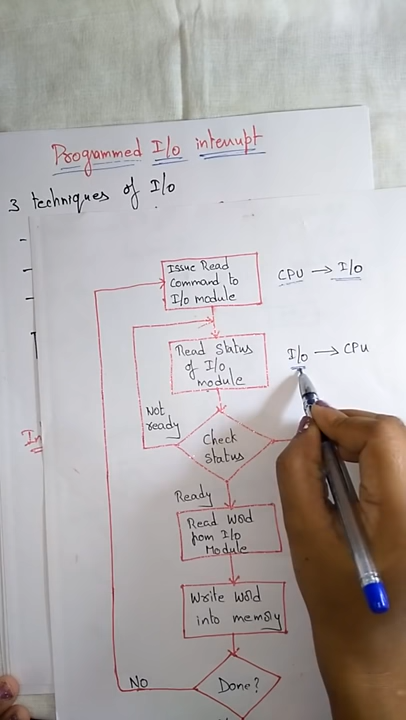 Programmed I/O interrupt
3 techniques of I/O
Issue Read
command to
I/O module
CPU → I/O
Read Status
of I/O
module
I/O → CPU
Not
ready
Check
status
Ready
Read Word
from I/O
Module
Write Word
into memory
No
Done?